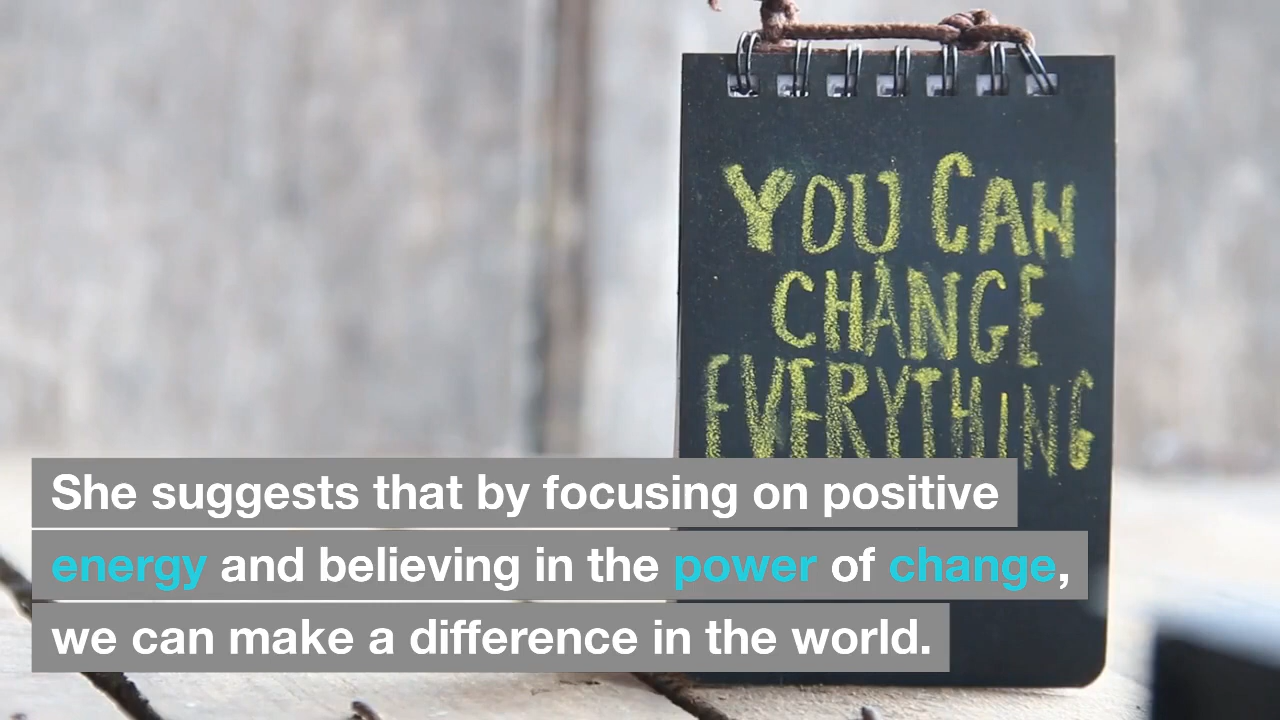 YOU CAN
CHANGE
EVERYTHING
She suggests that by focusing on positive
energy and believing in the power of change,
we can make a difference in the world.